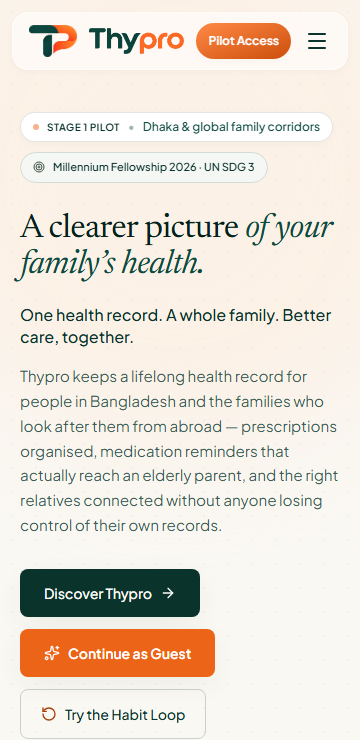 Thypro
Pilot Access
STAGE 1 PILOT • Dhaka & global family corridors
Millennium Fellowship 2026 · UN SDG 3
A clearer picture of your
family’s health.
One health record. A whole family. Better
care, together.
Thypro keeps a lifelong health record for
people in Bangladesh and the families who
look after them from abroad — prescriptions
organised, medication reminders that
actually reach an elderly parent, and the right
relatives connected without anyone losing
control of their own records.
Discover Thypro →
Continue as Guest
Try the Habit Loop